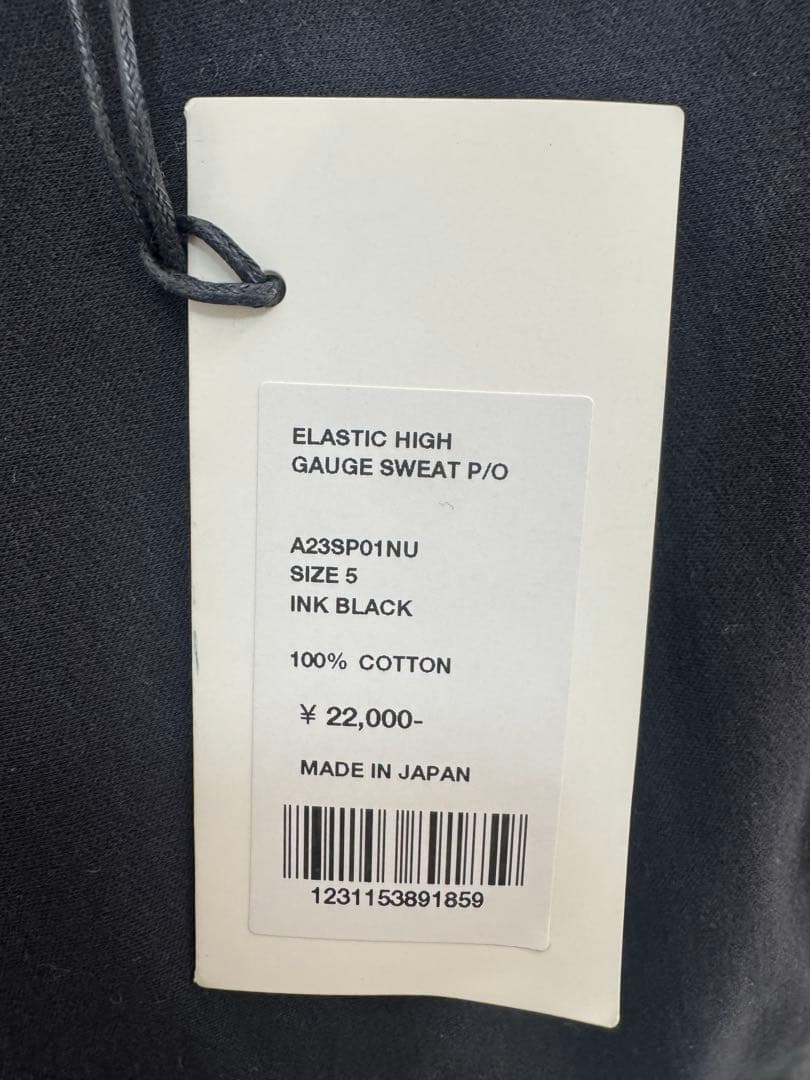 ELASTIC HIGH
GAUGE SWEAT P/O
A23SP01NU
SIZE 5
INK BLACK
100% COTTON
¥ 22,000-
MADE IN JAPAN
1231153891859